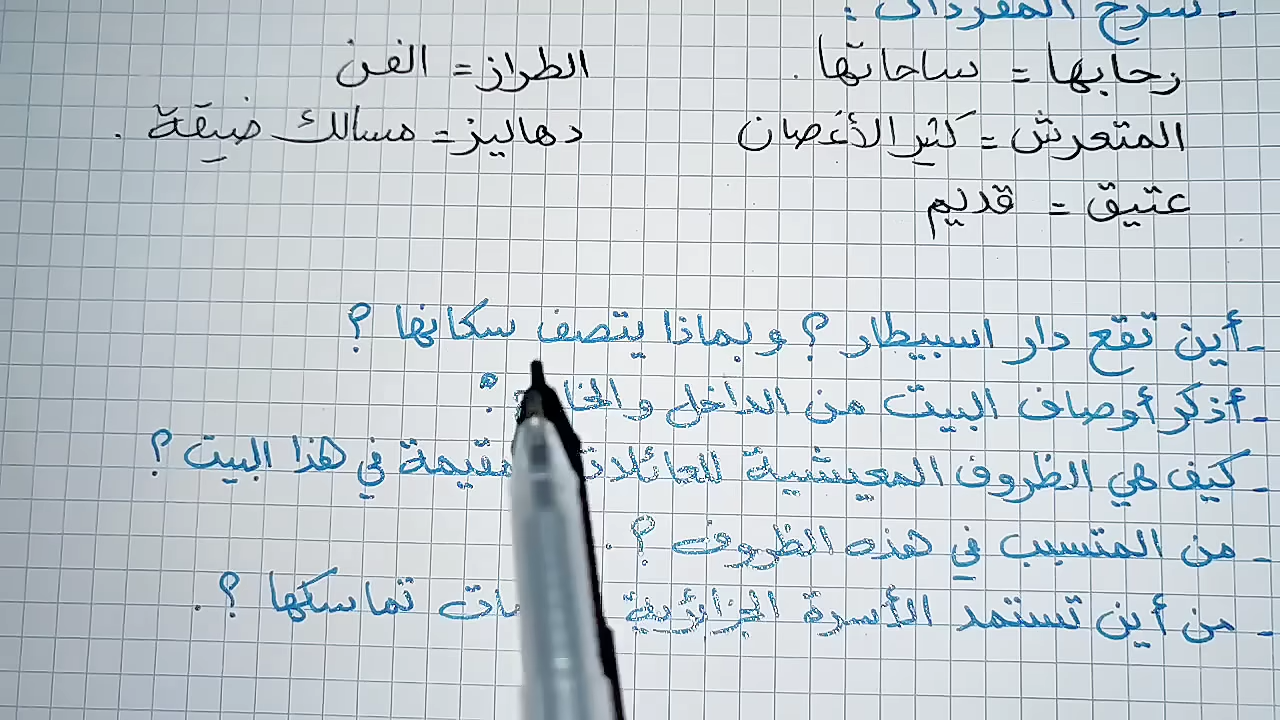 - شرح المفردات :
رحابها = ساحاتها . الطراز = الفن
المتعرش = كثير الأغصان دهاليز = مسالك ضيقة .
عتيق = قديم
- أين تقع دار اسبيطار ؟ وبماذا يتصف سكانها ؟
- أذكر أوصاف البيت من الداخل
- كيف هي الظروف المعيشية في هذا البيت ؟
- من المتسبب في هذه الظروف ؟ .
- من أين تستمد الأسرة الجزائرية تماسكها ؟ .